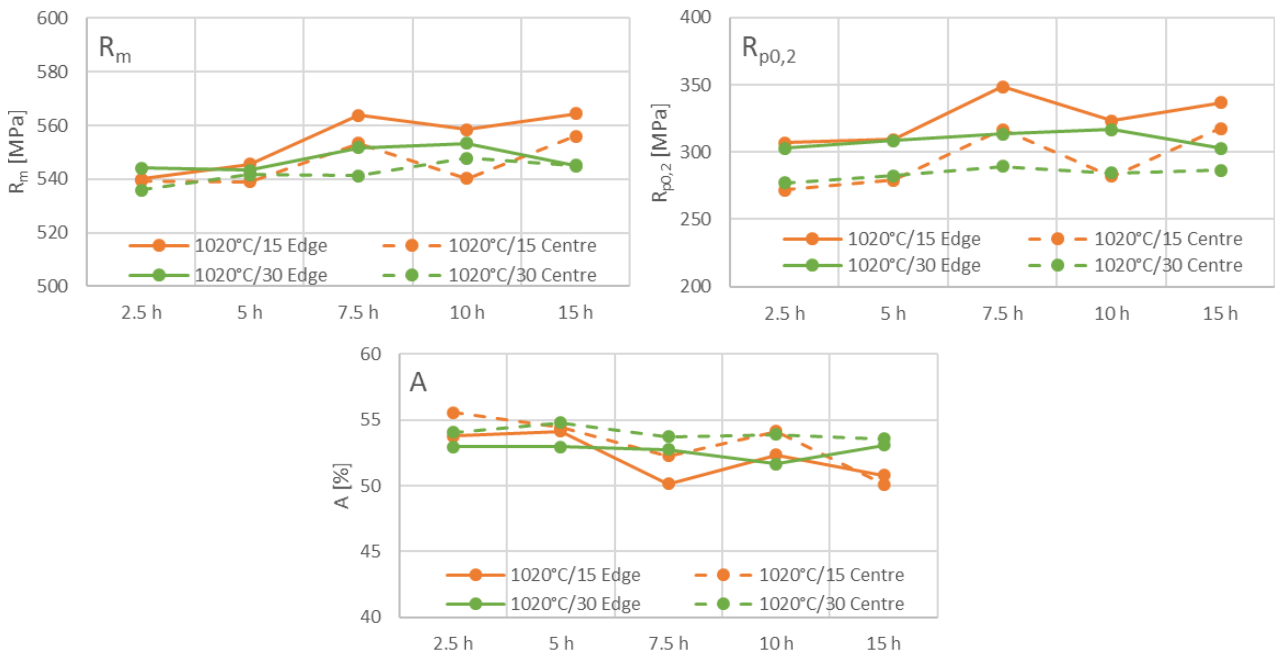 R_m
R_m [MPa]
600
580
560
540
520
500
1020°C/15 Edge
1020°C/15 Centre
1020°C/30 Edge
1020°C/30 Centre
2.5 h
5 h
7.5 h
10 h
15 h
R_p0,2
R_p0,2 [MPa]
400
350
300
250
200
1020°C/15 Edge
1020°C/15 Centre
1020°C/30 Edge
1020°C/30 Centre
2.5 h
5 h
7.5 h
10 h
15 h
A
A [%]
60
55
50
45
40
1020°C/15 Edge
1020°C/15 Centre
1020°C/30 Edge
1020°C/30 Centre
2.5 h
5 h
7.5 h
10 h
15 h